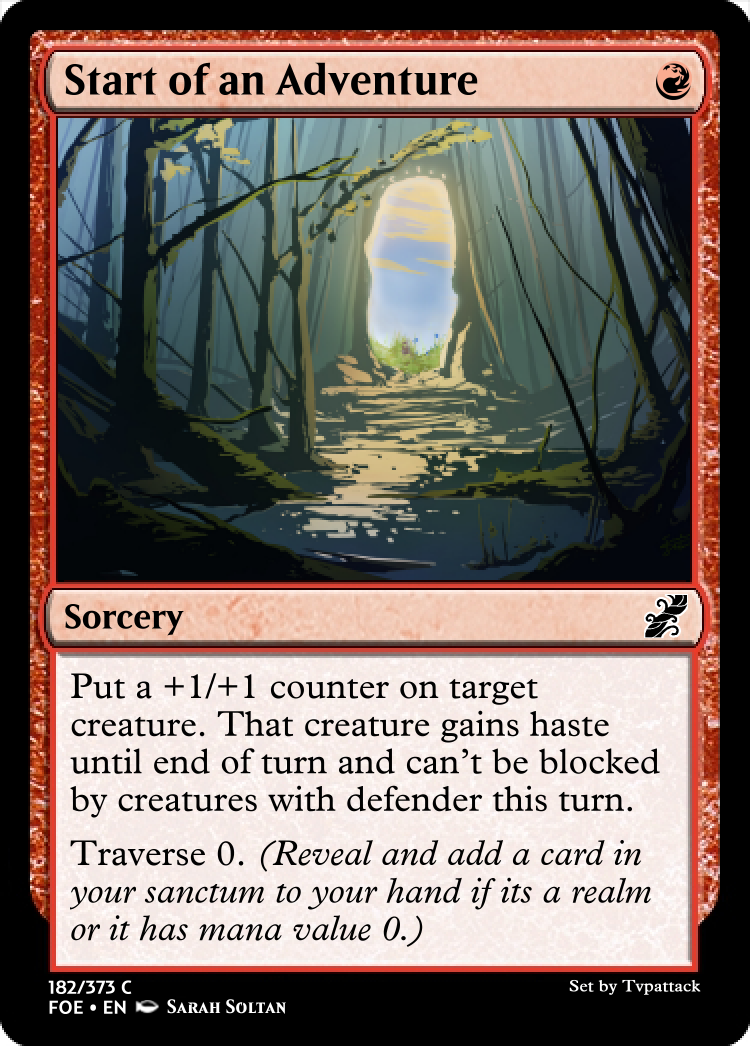 Start of an Adventure
Sorcery
Put a +1/+1 counter on target
creature. That creature gains haste
until end of turn and can't be blocked
by creatures with defender this turn.
Traverse 0. (Reveal and add a card in
your sanctum to your hand if its a realm
or it has mana value 0.)
182/373 C
Set by Tvpattack
FOE • EN SARAH SOLTAN